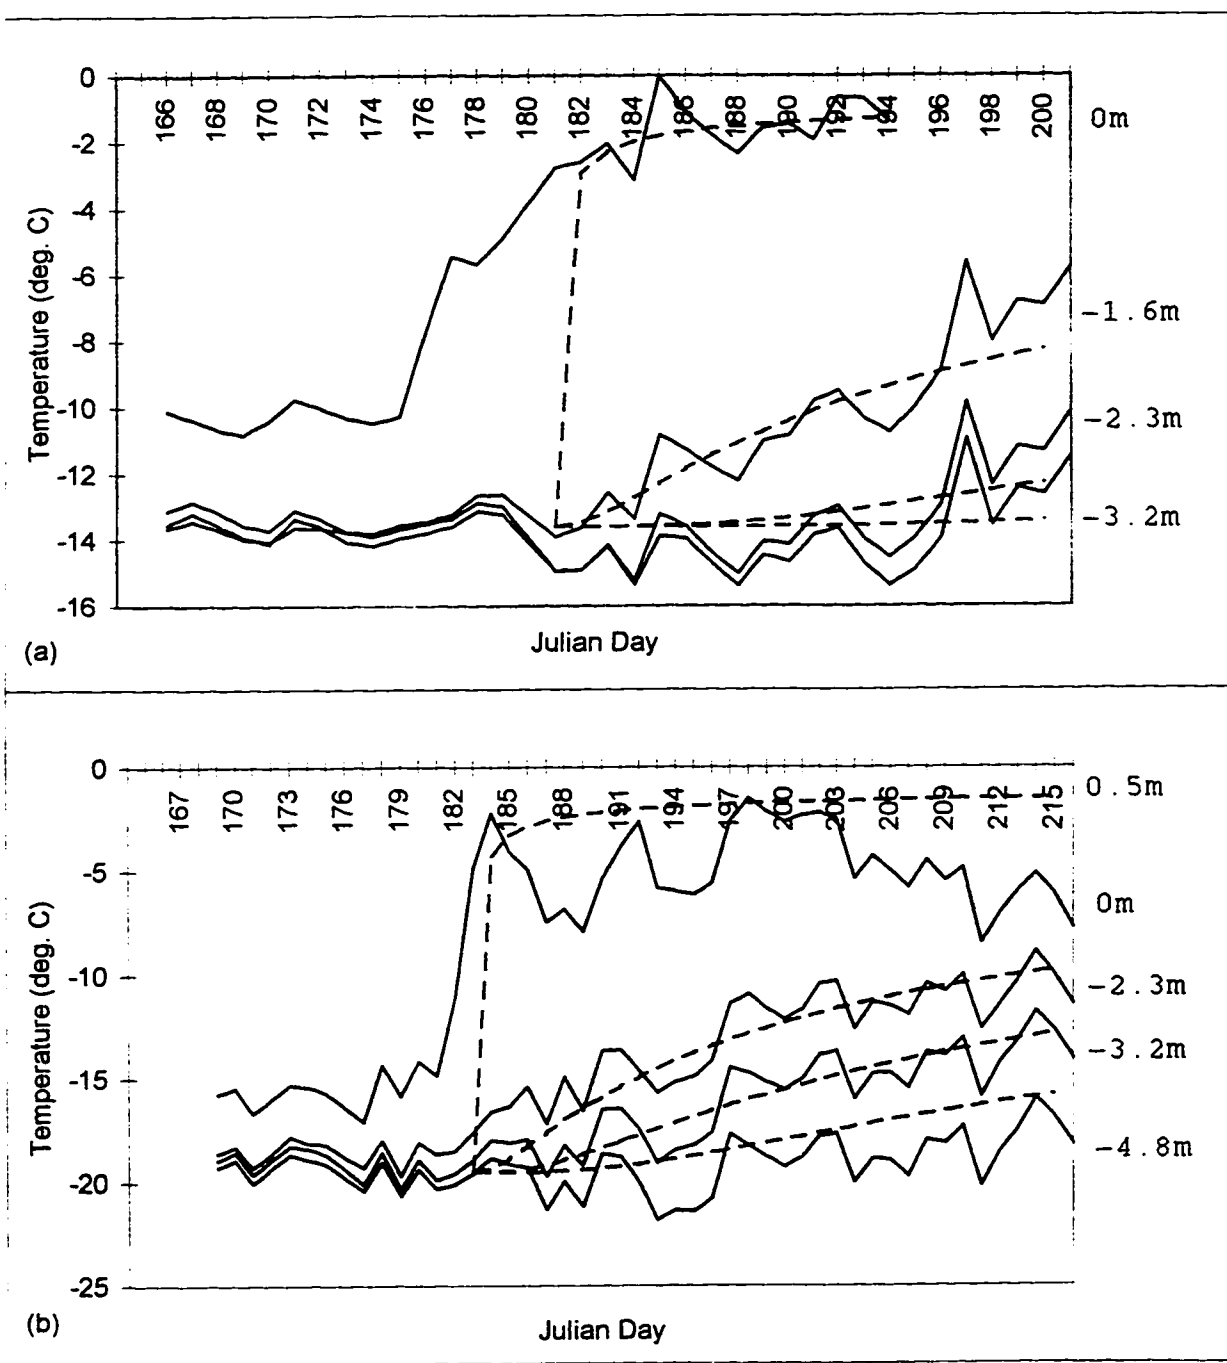 0
166 168 170 172 174 176 178 180 182 184 186 188 190 192 194 196 198 200
0m
-2
-4
-6
-1.6m
-8
-10
-2.3m
-12
-3.2m
-14
-16
Temperature (deg. C)
Julian Day
(a)
0
167 170 173 176 179 182 185 188 191 194 197 200 203 206 209 212 215
0.5m
-5
0m
-10
-2.3m
-3.2m
-15
-4.8m
-20
-25
Temperature (deg. C)
Julian Day
(b)